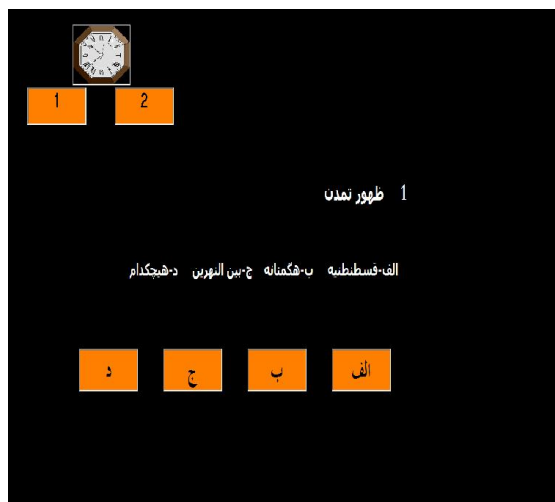 1 2
1 ظهور تمدن
الف-قسطنطنیه ب-هگمتانه ج-بین النهرین د-هیچکدام
الف ب ج د